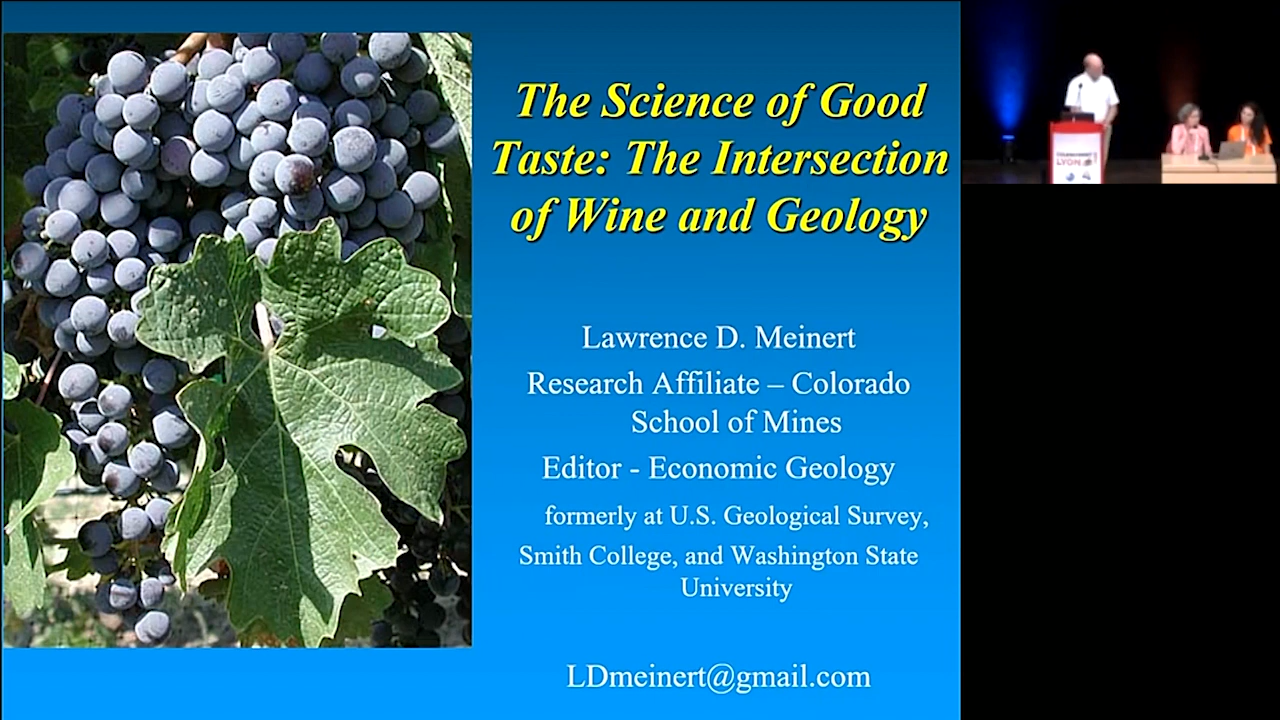 The Science of Good
Taste: The Intersection
of Wine and Geology
Lawrence D. Meinert
Research Affiliate – Colorado
School of Mines
Editor - Economic Geology
formerly at U.S. Geological Survey,
Smith College, and Washington State
University
LDmeinert@gmail.com
LYON